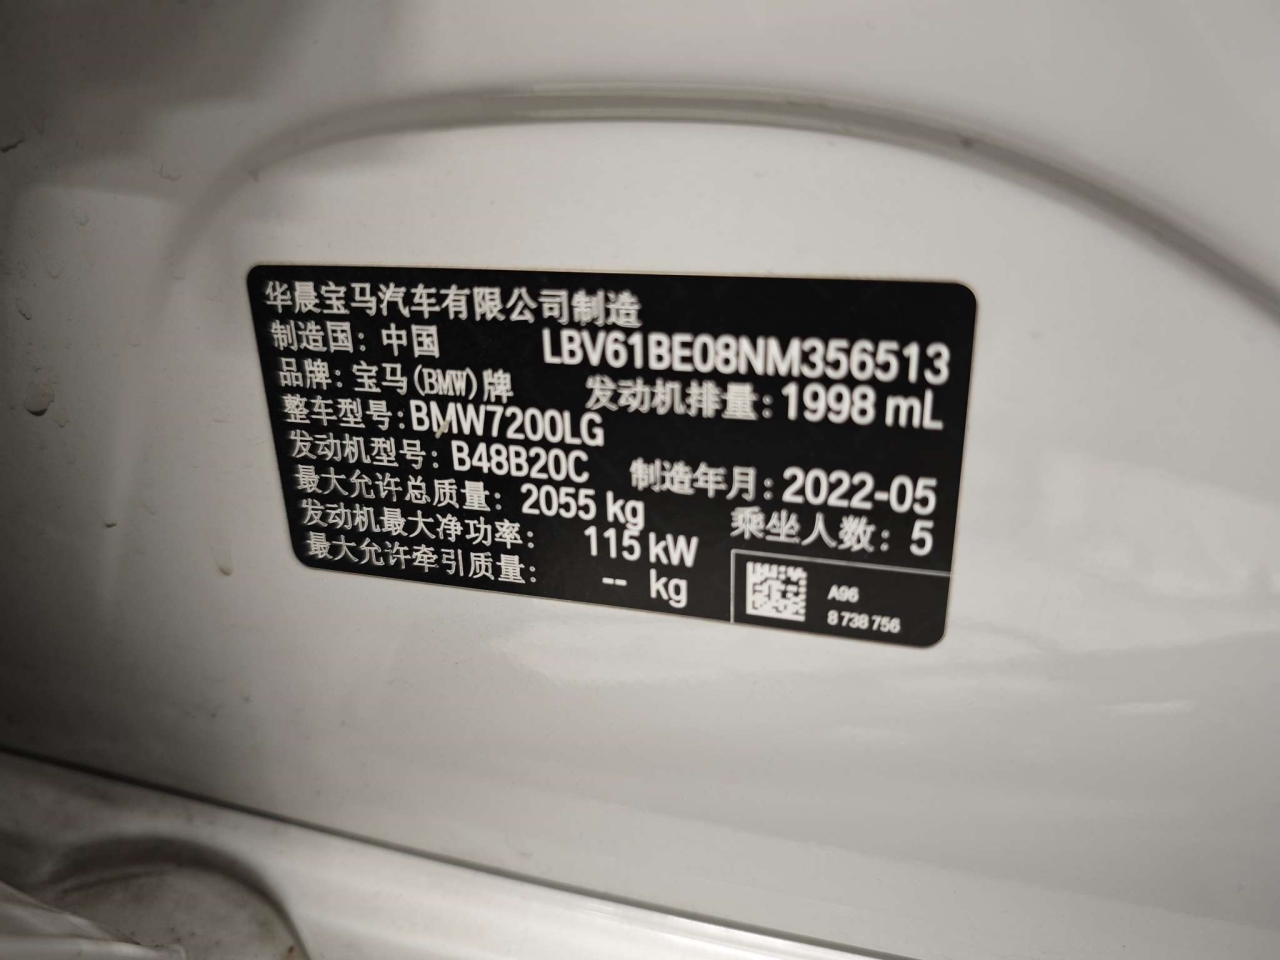 华晨宝马汽车有限公司制造
制造国：中国 LBV61BE08NM356513
品牌：宝马(BMW)牌 发动机排量：1998 mL
整车型号：BMW7200LG
发动机型号：B48B20C 制造年月：2022-05
最大允许总质量：2055 kg 乘坐人数：5
发动机最大净功率：115 kW
最大允许牵引质量：-- kg
A96
8 738 756